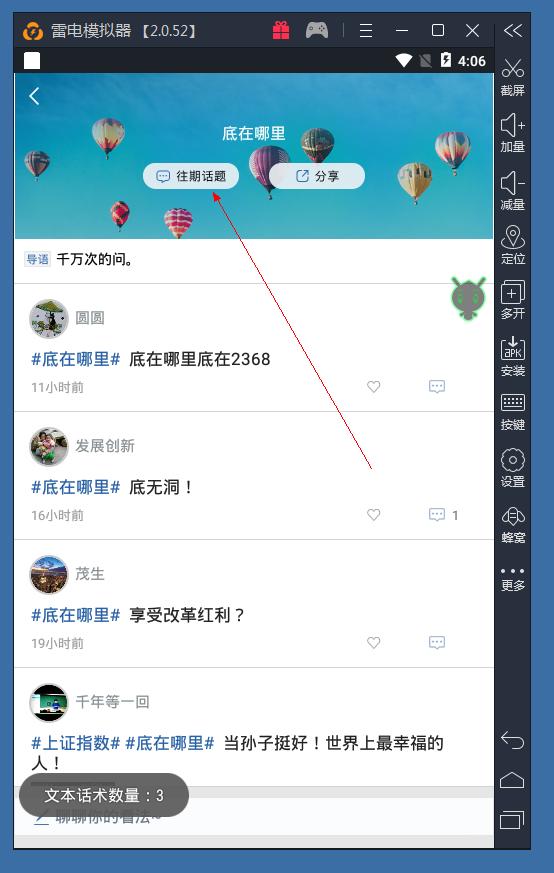 雷电模拟器 【2.0.52】
4:06
底在哪里
往期话题
分享
导语 千万次的问。
圆圆
#底在哪里# 底在哪里底在2368
11小时前
发展创新
#底在哪里# 底无洞！
16小时前 1
茂生
#底在哪里# 享受改革红利？
19小时前
千年等一回
#上证指数# #底在哪里# 当孙子挺好！世界上最幸福的
人！
文本话术数量：3
聊聊你的看法~
截屏
加量
减量
定位
多开
APK
安装
按键
设置
蜂窝
更多